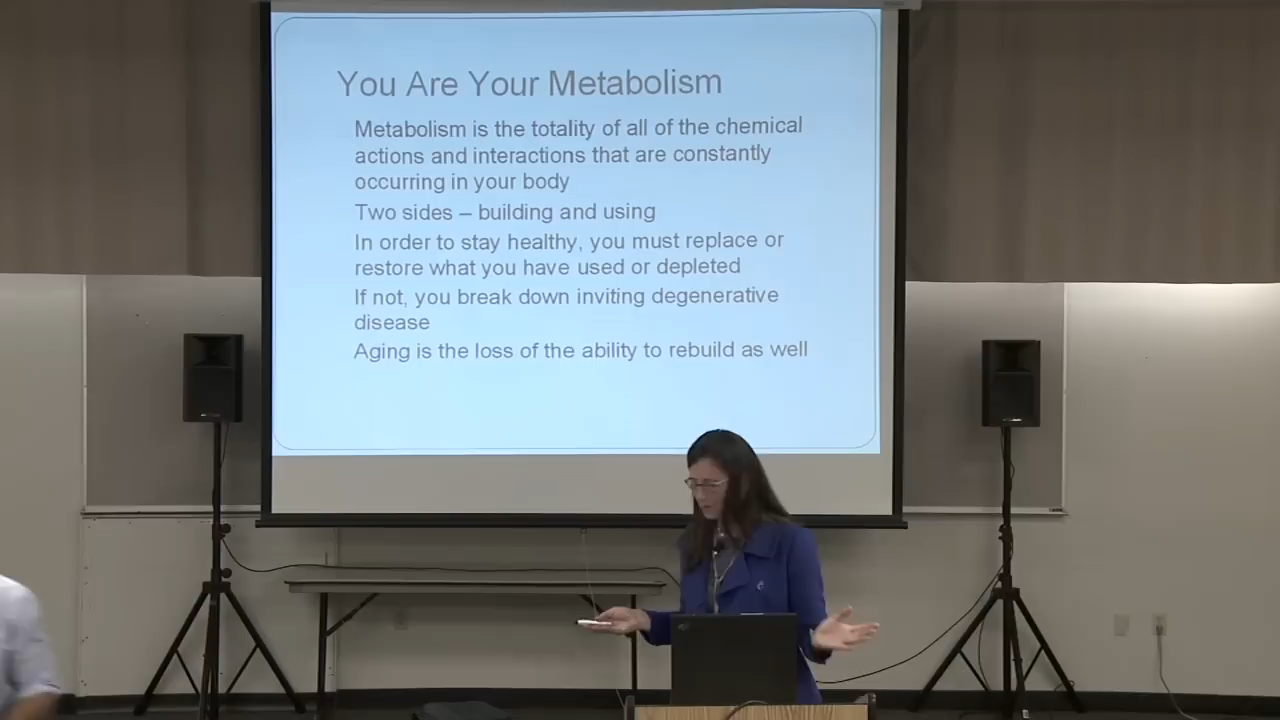 You Are Your Metabolism
Metabolism is the totality of all of the chemical
actions and interactions that are constantly
occurring in your body
Two sides – building and using
In order to stay healthy, you must replace or
restore what you have used or depleted
If not, you break down inviting degenerative
disease
Aging is the loss of the ability to rebuild as well